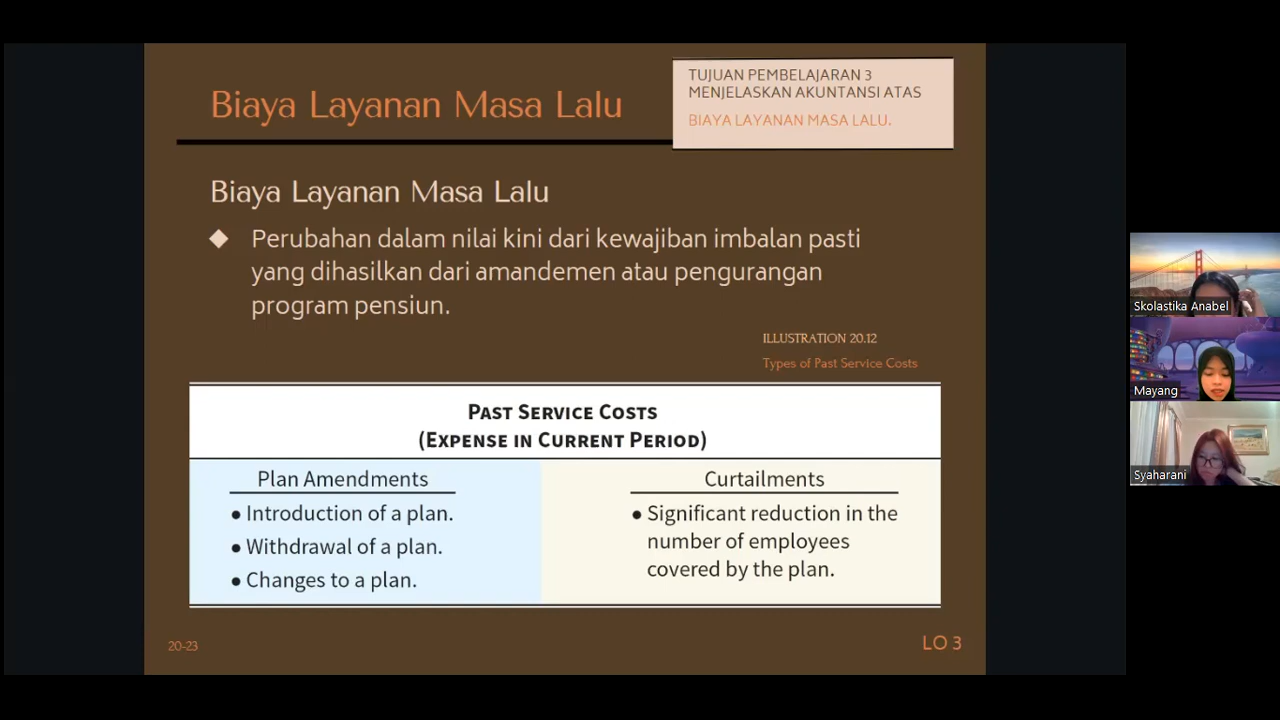 Biaya Layanan Masa Lalu
TUJUAN PEMBELAJARAN 3
MENJELASKAN AKUNTANSI ATAS
BIAYA LAYANAN MASA LALU.
Biaya Layanan Masa Lalu
Perubahan dalam nilai kini dari kewajiban imbalan pasti
yang dihasilkan dari amandemen atau pengurangan
program pensiun.
ILLUSTRATION 20.12
Types of Past Service Costs
PAST SERVICE COSTS
(EXPENSE IN CURRENT PERIOD)
Plan Amendments
• Introduction of a plan.
• Withdrawal of a plan.
• Changes to a plan.
Curtailments
• Significant reduction in the
number of employees
covered by the plan.
20-23
LO 3
Skolastika Anabel
Mayang
Syaharani